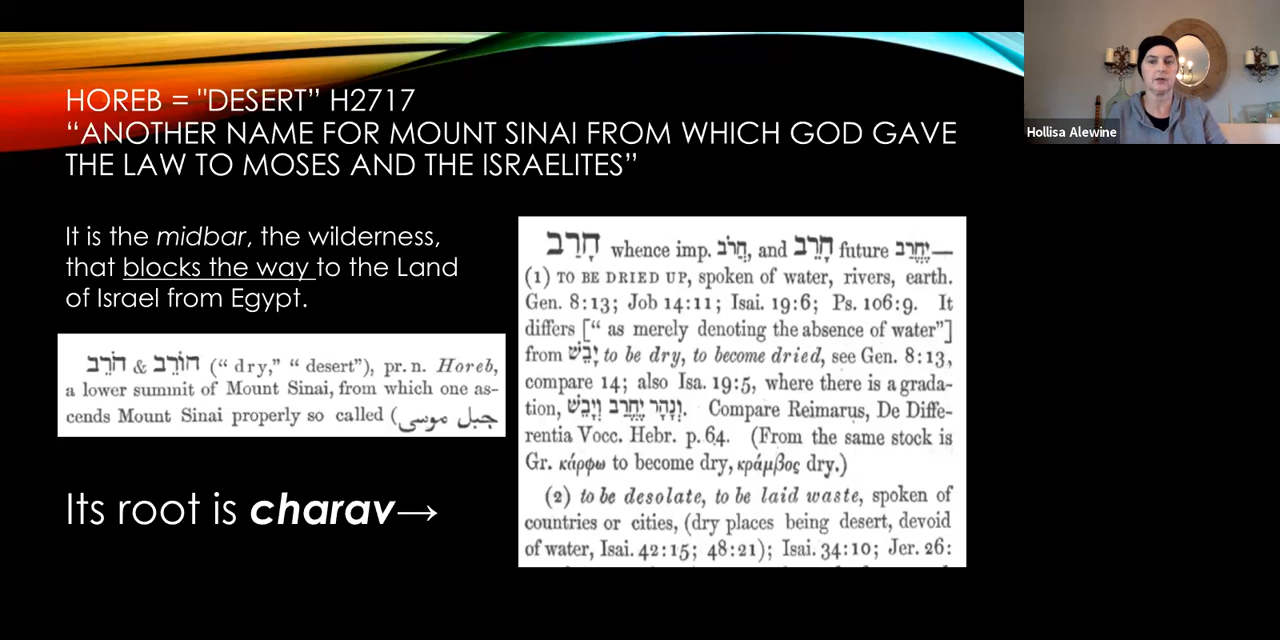 HOREB = "DESERT” H2717
“ANOTHER NAME FOR MOUNT SINAI FROM WHICH GOD GAVE
THE LAW TO MOSES AND THE ISRAELITES”
Hollisa Alewine
It is the midbar, the wilderness,
that blocks the way to the Land
of Israel from Egypt.
חֹרֵב & חוֹרֵב (“ dry,” “ desert”), pr. n. Horeb,
a lower summit of Mount Sinai, from which one as-
cends Mount Sinai properly so called (جبل موسى
Its root is charav→
חָרַב whence imp. חֲרֹב, and חָרֵב future יֶחֱרַב—
(1) TO BE DRIED UP, spoken of water, rivers, earth.
Gen. 8:13; Job 14:11; Isai. 19:6; Ps. 106:9. It
differs [“ as merely denoting the absence of water”]
from יָבֵשׁ to be dry, to become dried, see Gen. 8:13,
compare 14; also Isa. 19:5, where there is a grada-
tion, וְנָהָר יֶחֱרַב וְיָבֵשׁ. Compare Reimarus, De Diffe-
rentia Vocc. Hebr. p. 64. (From the same stock is
Gr. κάρφω to become dry, κράμβος dry.)
(2) to be desolate, to be laid waste, spoken of
countries or cities, (dry places being desert, devoid
of water, Isai. 42:15; 48:21); Isai. 34:10; Jer. 26: